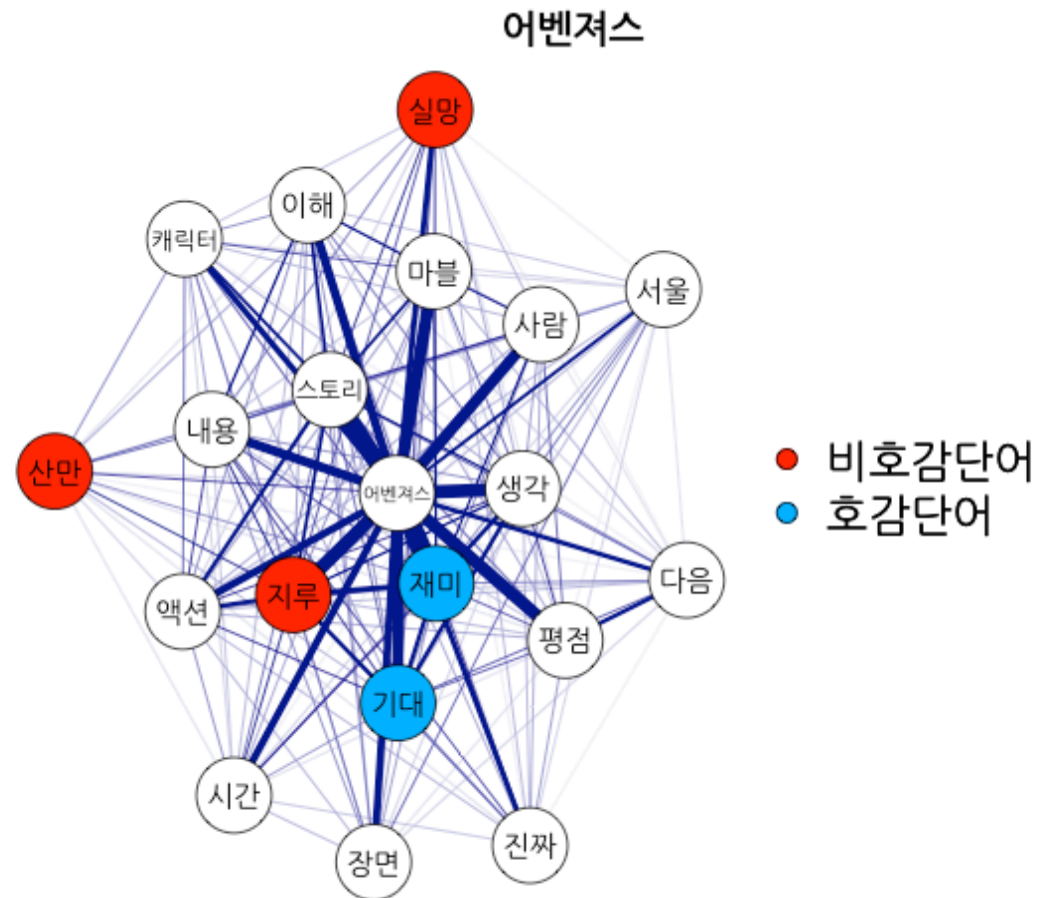 어벤져스
실망
이해
캐릭터
마블
서울
사람
스토리
내용
산만
어벤져스
생각
비호감단어
호감단어
지루
재미
다음
액션
평점
기대
시간
장면
진짜